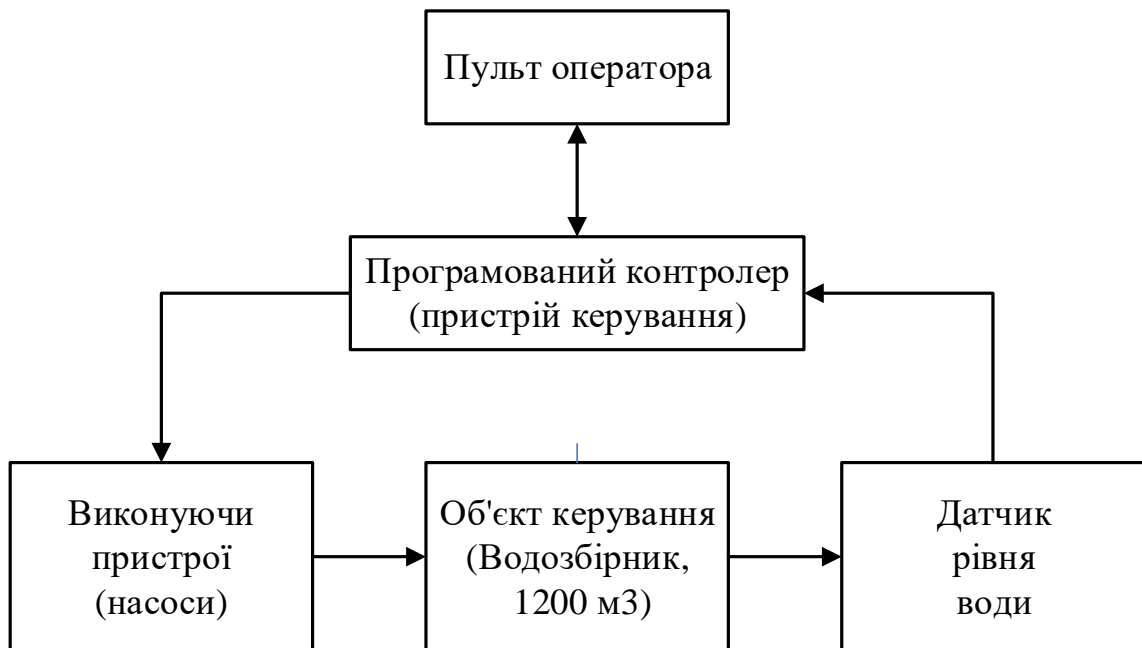 Пульт оператора
Програмований контролер
(пристрій керування)
Виконуючи
пристрої
(насоси)
Об'єкт керування
(Водозбірник,
1200 м3)
Датчик
рівня
води